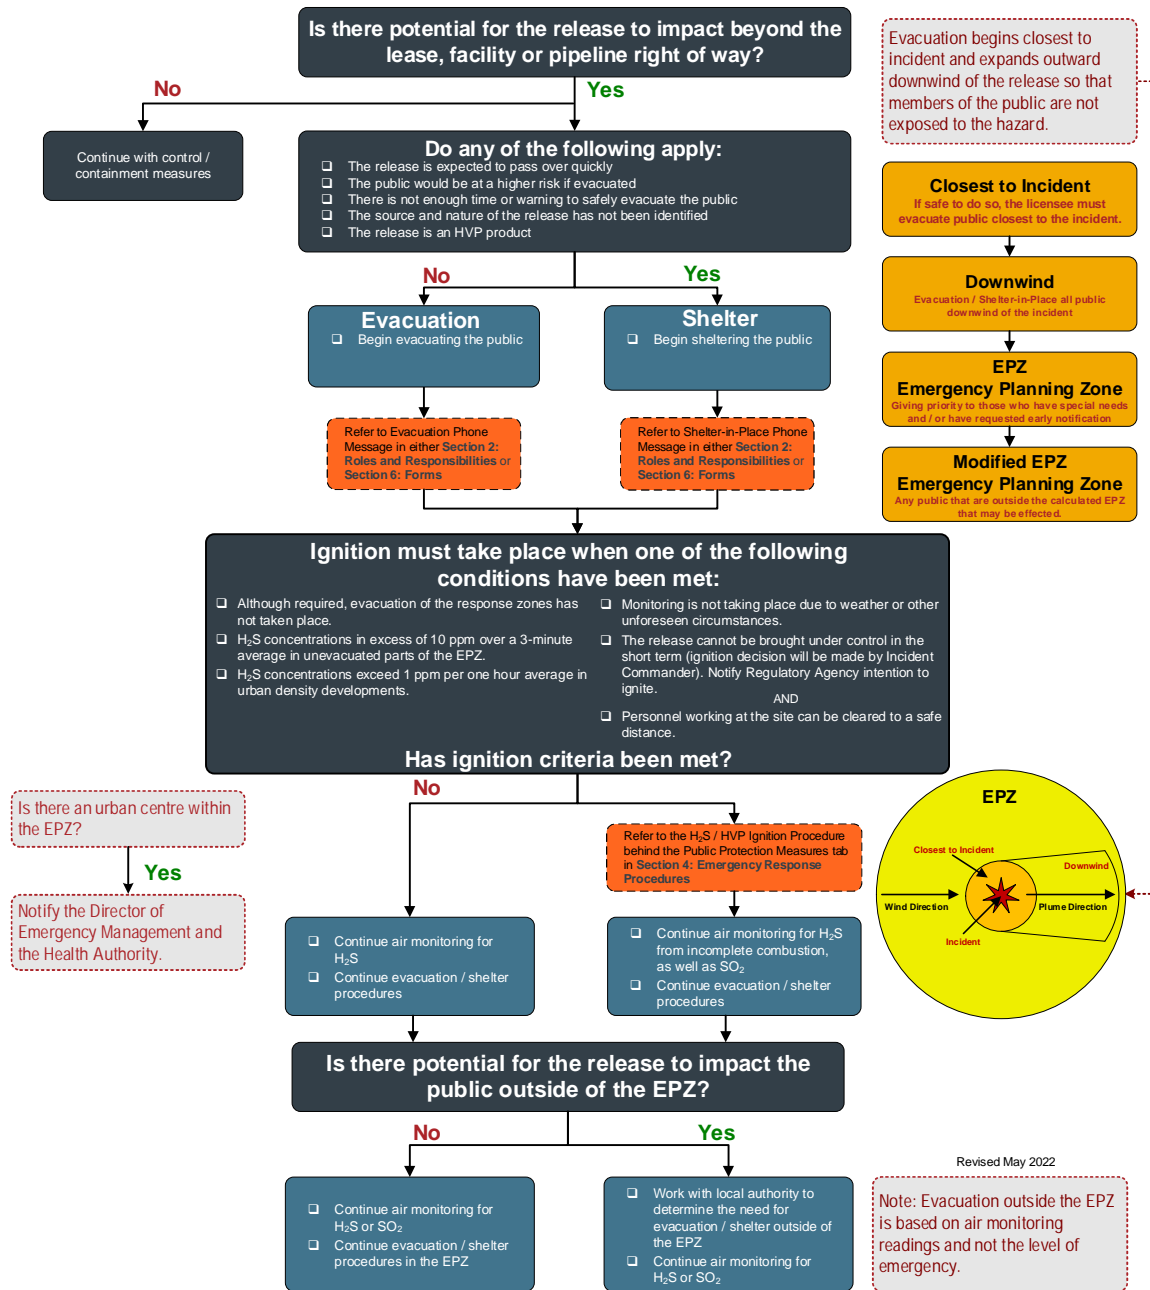 Is there potential for the release to impact beyond the
lease, facility or pipeline right of way?
No
Yes
Continue with control /
containment measures
Do any of the following apply:
❑ The release is expected to pass over quickly
❑ The public would be at a higher risk if evacuated
❑ There is not enough time or warning to safely evacuate the public
❑ The source and nature of the release has not been identified
❑ The release is an HVP product
No
Yes
Evacuation
❑ Begin evacuating the public
Shelter
❑ Begin sheltering the public
Refer to Evacuation Phone
Message in either Section 2:
Roles and Responsibilities or
Section 6: Forms
Refer to Shelter-in-Place Phone
Message in either Section 2:
Roles and Responsibilities or
Section 6: Forms
Evacuation begins closest to
incident and expands outward
downwind of the release so that
members of the public are not
exposed to the hazard.
Closest to Incident
If safe to do so, the licensee must
evacuate public closest to the incident.
Downwind
Evacuation / Shelter-in-Place all public
downwind of the incident
EPZ
Emergency Planning Zone
Giving priority to those who have special needs
and / or have requested early notification
Modified EPZ
Emergency Planning Zone
Any public that are outside the calculated EPZ
that may be effected.
Ignition must take place when one of the following
conditions have been met:
❑ Although required, evacuation of the response zones has
not taken place.
❑ H₂S concentrations in excess of 10 ppm over a 3-minute
average in unevacuated parts of the EPZ.
❑ H₂S concentrations exceed 1 ppm per one hour average in
urban density developments.
❑ Monitoring is not taking place due to weather or other
unforeseen circumstances.
❑ The release cannot be brought under control in the
short term (ignition decision will be made by Incident
Commander). Notify Regulatory Agency intention to
ignite.
AND
❑ Personnel working at the site can be cleared to a safe
distance.
Has ignition criteria been met?
No
Is there an urban centre within
the EPZ?
Yes
Notify the Director of
Emergency Management and
the Health Authority.
Refer to the H₂S / HVP Ignition Procedure
behind the Public Protection Measures tab
in Section 4: Emergency Response
Procedures
❑ Continue air monitoring for
H₂S
❑ Continue evacuation / shelter
procedures
❑ Continue air monitoring for H₂S
from incomplete combustion,
as well as SO₂
❑ Continue evacuation / shelter
procedures
EPZ
Closest to Incident
Downwind
Wind Direction
Plume Direction
Incident
Is there potential for the release to impact the
public outside of the EPZ?
No
Yes
❑ Continue air monitoring for
H₂S or SO₂
❑ Continue evacuation / shelter
procedures in the EPZ
❑ Work with local authority to
determine the need for
evacuation / shelter outside of
the EPZ
❑ Continue air monitoring for
H₂S or SO₂
Revised May 2022
Note: Evacuation outside the EPZ
is based on air monitoring
readings and not the level of
emergency.